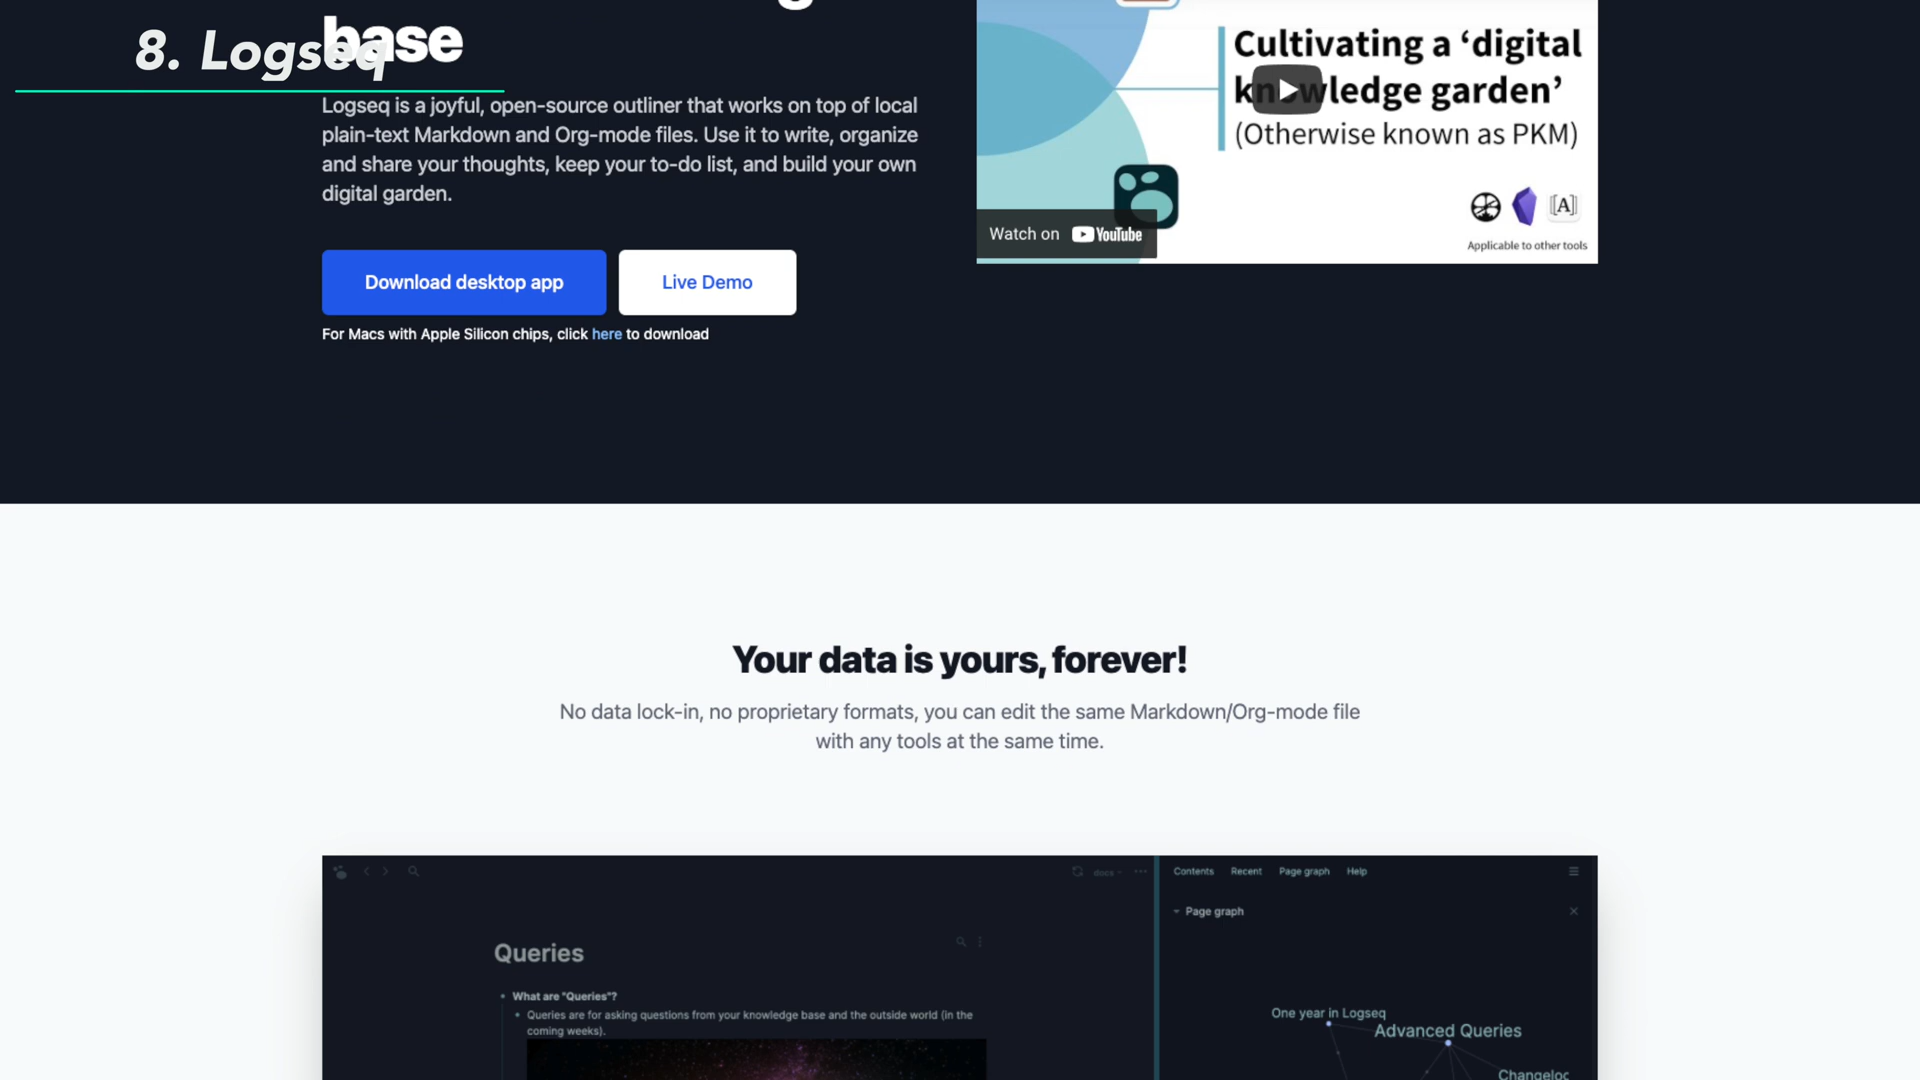 8. Logseq
base
Logseq is a joyful, open-source outliner that works on top of local
plain-text Markdown and Org-mode files. Use it to write, organize
and share your thoughts, keep your to-do list, and build your own
digital garden.
Download desktop app
Live Demo
For Macs with Apple Silicon chips, click here to download
Cultivating a ‘digital
knowledge garden’
(Otherwise known as PKM)
[A]
Applicable to other tools
Watch on YouTube
Your data is yours, forever!
No data lock-in, no proprietary formats, you can edit the same Markdown/Org-mode file
with any tools at the same time.
docs
Contents Recent Page graph Help
Page graph
Queries
• What are "Queries"?
• Queries are for asking questions from your knowledge base and the outside world (in the
coming weeks).
One year in Logseq
Advanced Queries
Changeloc